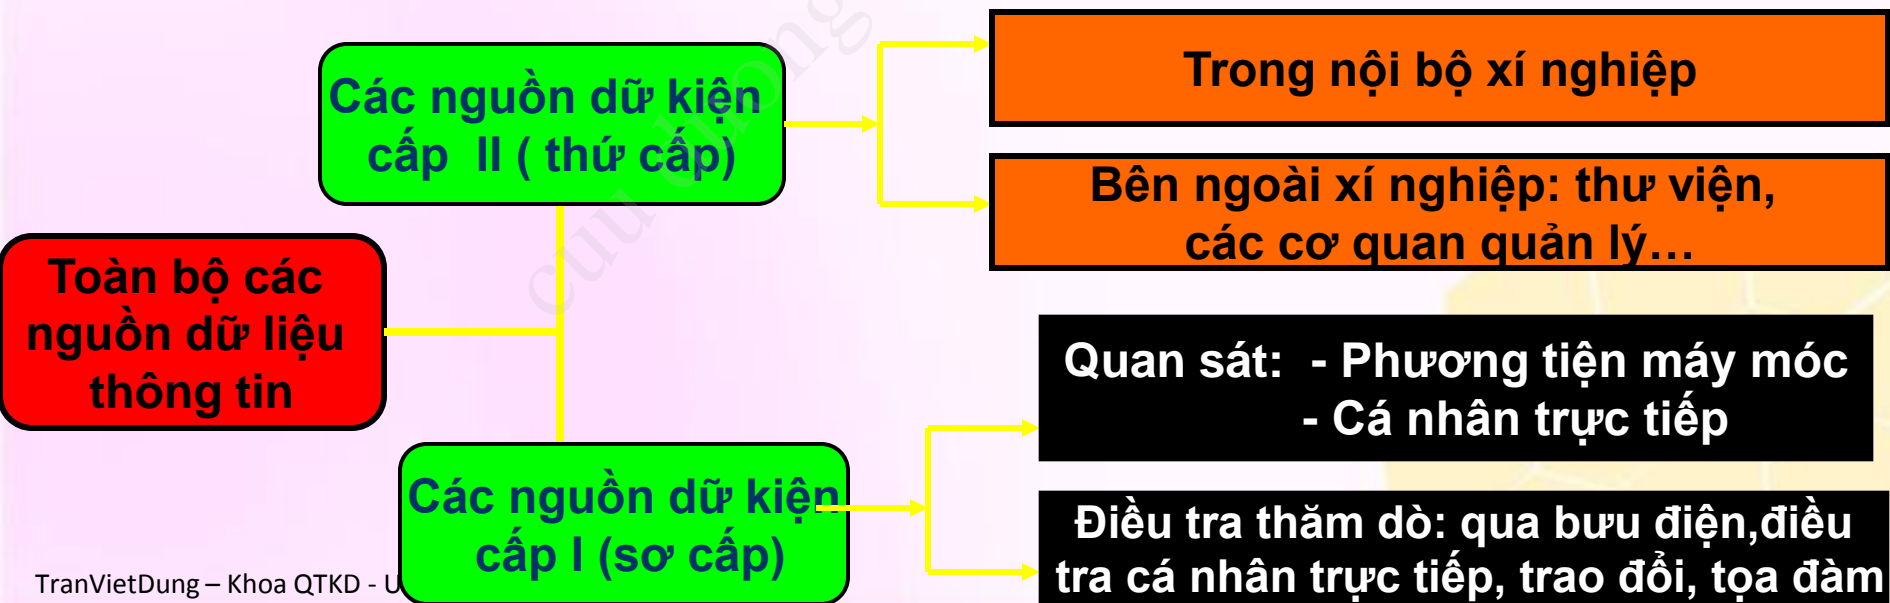 Toàn bộ các
nguồn dữ liệu
thông tin
Các nguồn dữ kiện
cấp II ( thứ cấp)
Trong nội bộ xí nghiệp
Bên ngoài xí nghiệp: thư viện,
các cơ quan quản lý…
Các nguồn dữ kiện
cấp I (sơ cấp)
Quan sát: - Phương tiện máy móc
- Cá nhân trực tiếp
Điều tra thăm dò: qua bưu điện,điều
tra cá nhân trực tiếp, trao đổi, tọa đàm
TranVietDung – Khoa QTKD - U
cuu duong